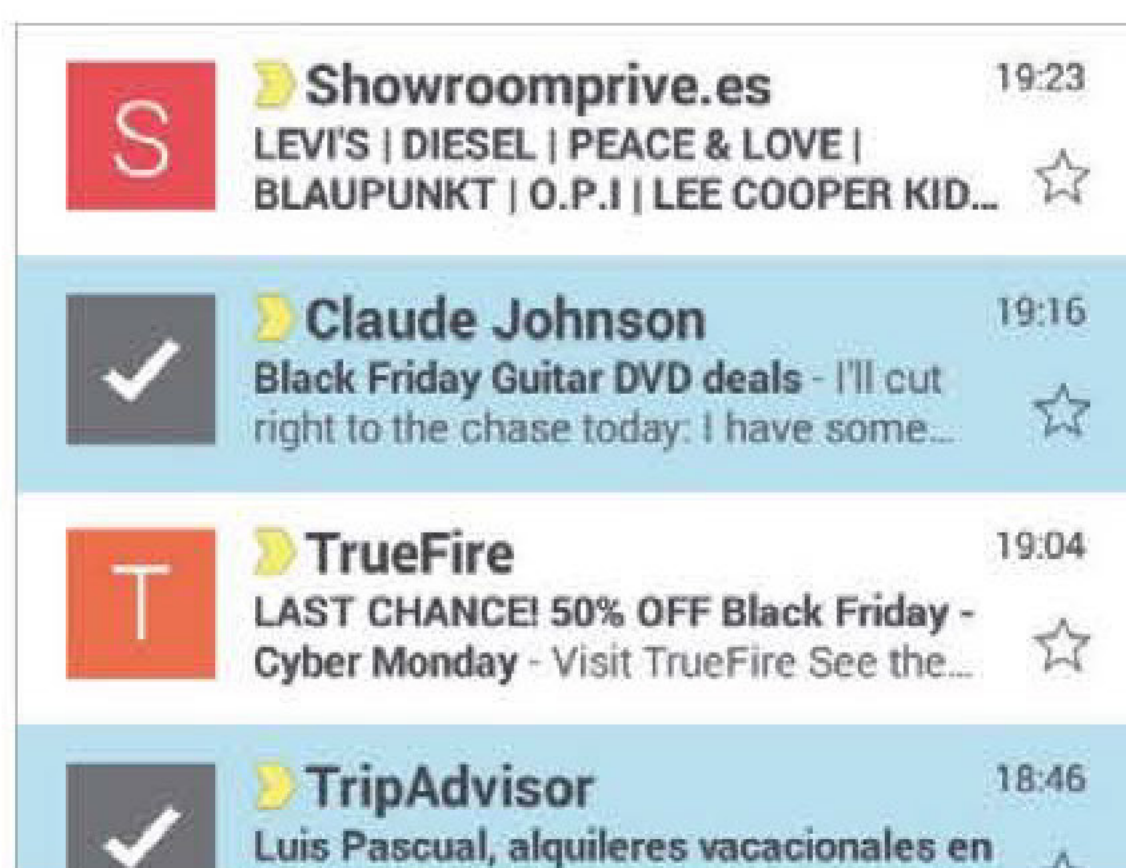 S
Showroomprive.es 19:23
LEVI'S | DIESEL | PEACE & LOVE |
BLAUPUNKT | O.P.I | LEE COOPER KID...
Claude Johnson 19:16
Black Friday Guitar DVD deals - I'll cut
right to the chase today: I have some...
T
TrueFire 19:04
LAST CHANCE! 50% OFF Black Friday -
Cyber Monday - Visit TrueFire See the...
TripAdvisor 18:46
Luis Pascual, alquileres vacacionales en